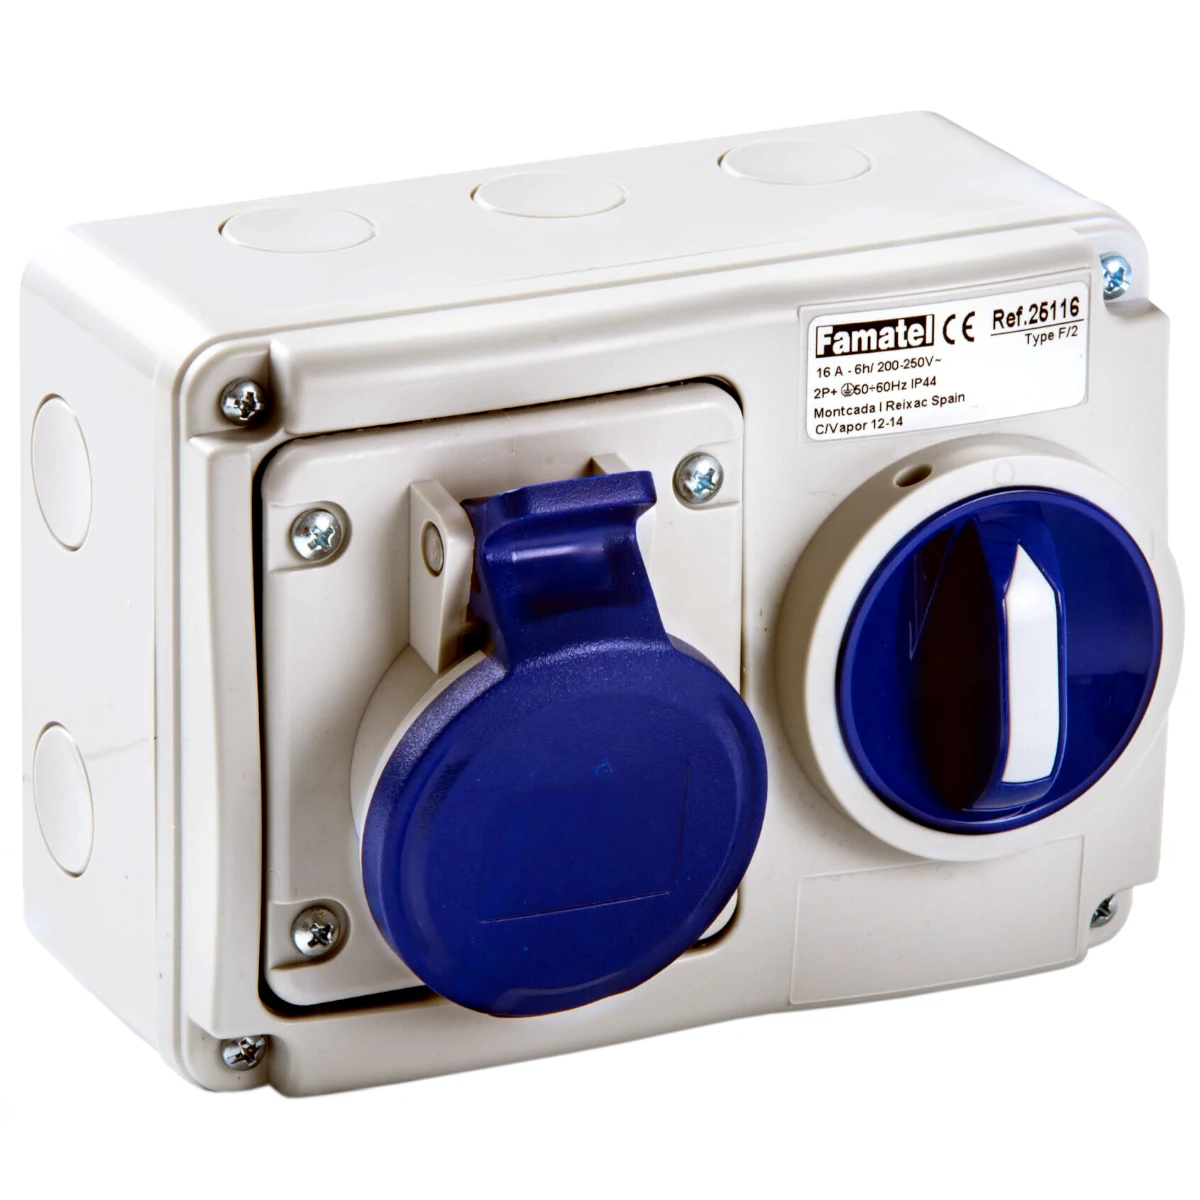 Famatel CE Ref.25116
Type F/2
16 A - 6h/ 200-250V~
2P+ ⏚50÷60Hz IP44
Montcada I Reixac Spain
C/Vapor 12-14